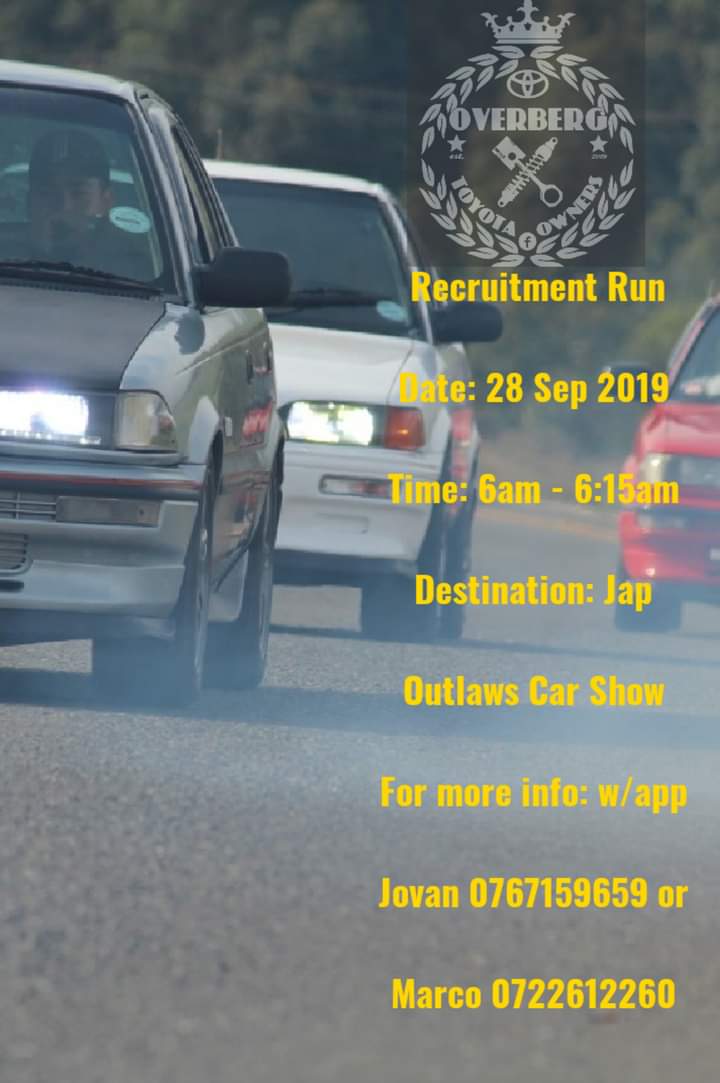 OVERBERG
EST. 2019
TOYOTA OWNERS
Recruitment Run
Date: 28 Sep 2019
Time: 6am - 6:15am
Destination: Jap
Outlaws Car Show
For more info: w/app
Jovan 0767159659 or
Marco 0722612260